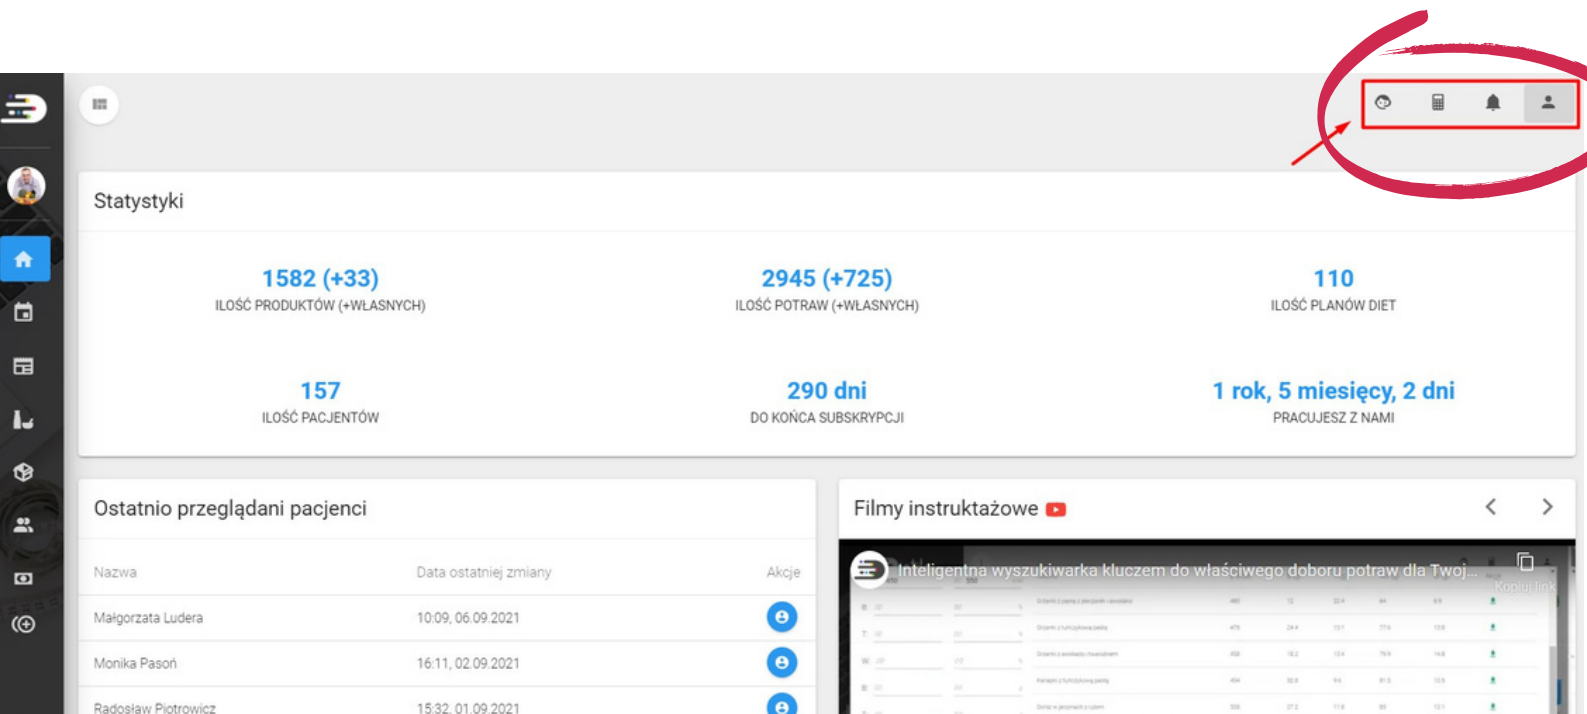 Statystyki
1582 (+33)
ILOŚĆ PRODUKTÓW (+WŁASNYCH)
2945 (+725)
ILOŚĆ POTRAW (+WŁASNYCH)
110
ILOŚĆ PLANÓW DIET
157
ILOŚĆ PACJENTÓW
290 dni
DO KOŃCA SUBSKRYPCJI
1 rok, 5 miesięcy, 2 dni
PRACUJESZ Z NAMI
Ostatnio przeglądani pacjenci
Nazwa Data ostatniej zmiany Akcje
Małgorzata Ludera 10:09, 06.09.2021
Monika Pasoń 16:11, 02.09.2021
Radosław Piotrowicz 15:32, 01.09.2021
Filmy instruktażowe
Inteligentna wyszukiwarka kluczem do właściwego doboru potraw dla Twoj...
Kopiuj link